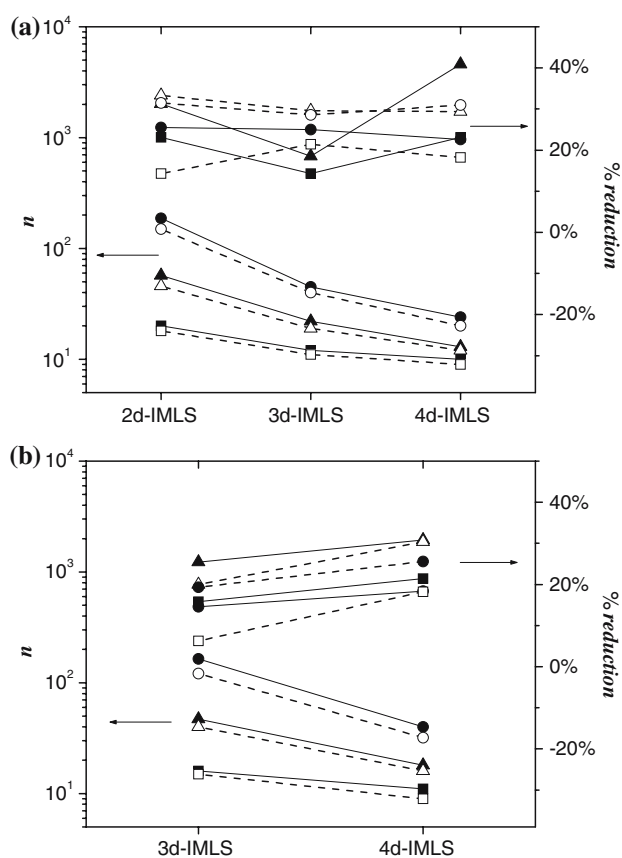 (a)
10⁴
10³
10²
10¹
n
40%
20%
0%
-20%
% reduction
2d-IMLS 3d-IMLS 4d-IMLS
(b)
10⁴
10³
10²
10¹
n
40%
20%
0%
-20%
% reduction
3d-IMLS 4d-IMLS